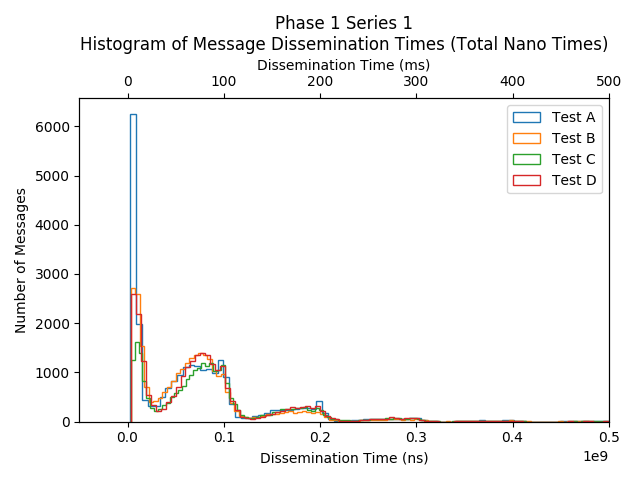 Phase 1 Series 1
Histogram of Message Dissemination Times (Total Nano Times)
Dissemination Time (ms)
0 100 200 300 400 500
Test A
Test B
Test C
Test D
6000
5000
4000
3000
2000
1000
0
Number of Messages
0.0 0.1 0.2 0.3 0.4 0.5
1e9
Dissemination Time (ns)